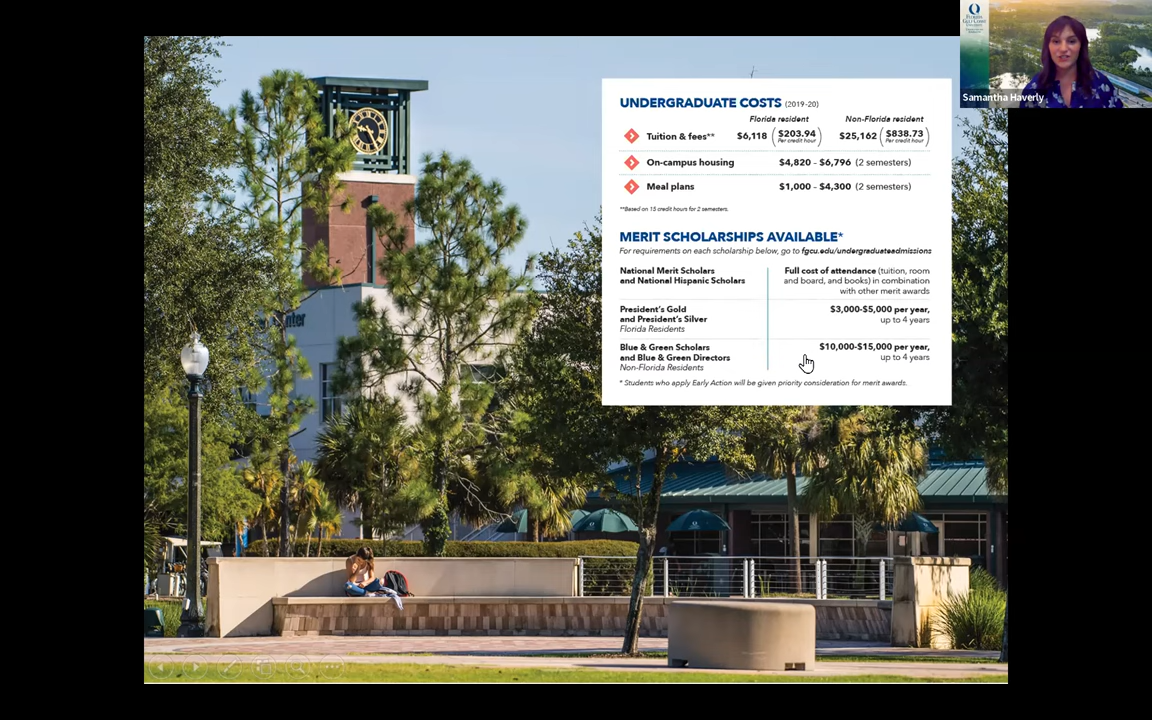 FLORIDA
GULF COAST
UNIVERSITY
Samantha Haverly
UNDERGRADUATE COSTS (2019-20)
Florida resident Non-Florida resident
Tuition & fees** $6,118 ($203.94 Per credit hour) $25,162 ($838.73 Per credit hour)
On-campus housing $4,820 - $6,796 (2 semesters)
Meal plans $1,000 - $4,300 (2 semesters)
**Based on 15 credit hours for 2 semesters.
MERIT SCHOLARSHIPS AVAILABLE*
For requirements on each scholarship below, go to fgcu.edu/undergraduateadmissions
National Merit Scholars
and National Hispanic Scholars
Full cost of attendance (tuition, room
and board, and books) in combination
with other merit awards
President's Gold
and President's Silver
Florida Residents
$3,000-$5,000 per year,
up to 4 years
Blue & Green Scholars
and Blue & Green Directors
Non-Florida Residents
$10,000-$15,000 per year,
up to 4 years
* Students who apply Early Action will be given priority consideration for merit awards.